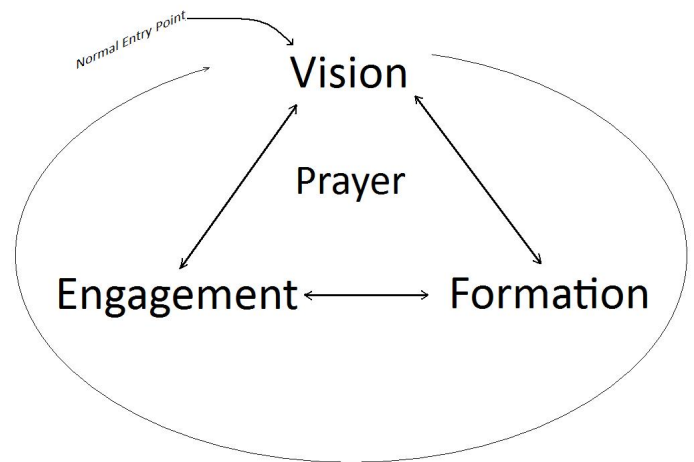 Normal Entry Point
Vision
Prayer
Engagement
Formation